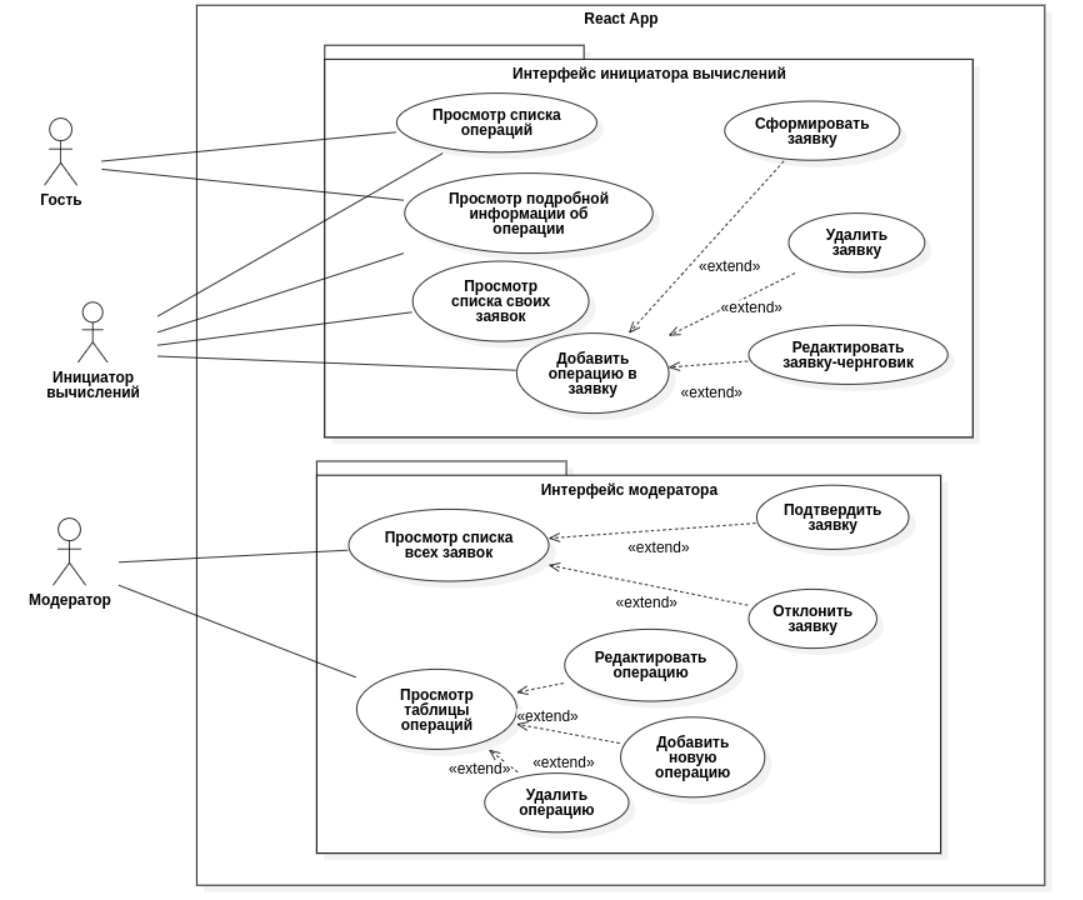 React App
Интерфейс инициатора вычислений
Просмотр списка
операций
Сформировать
заявку
Гость
Просмотр подробной
информации об
операции
Удалить
заявку
«extend»
Просмотр
списка своих
заявок
«extend»
Инициатор
вычислений
Добавить
операцию в
заявку
Редактировать
заявку-чернговик
«extend»
Интерфейс модератора
Просмотр списка
всех заявок
Подтвердить
заявку
«extend»
Модератор
«extend»
Отклонить
заявку
Редактировать
операцию
Просмотр
таблицы
операций
«extend»
Добавить
новую
операцию
«extend»
«extend»
Удалить
операцию